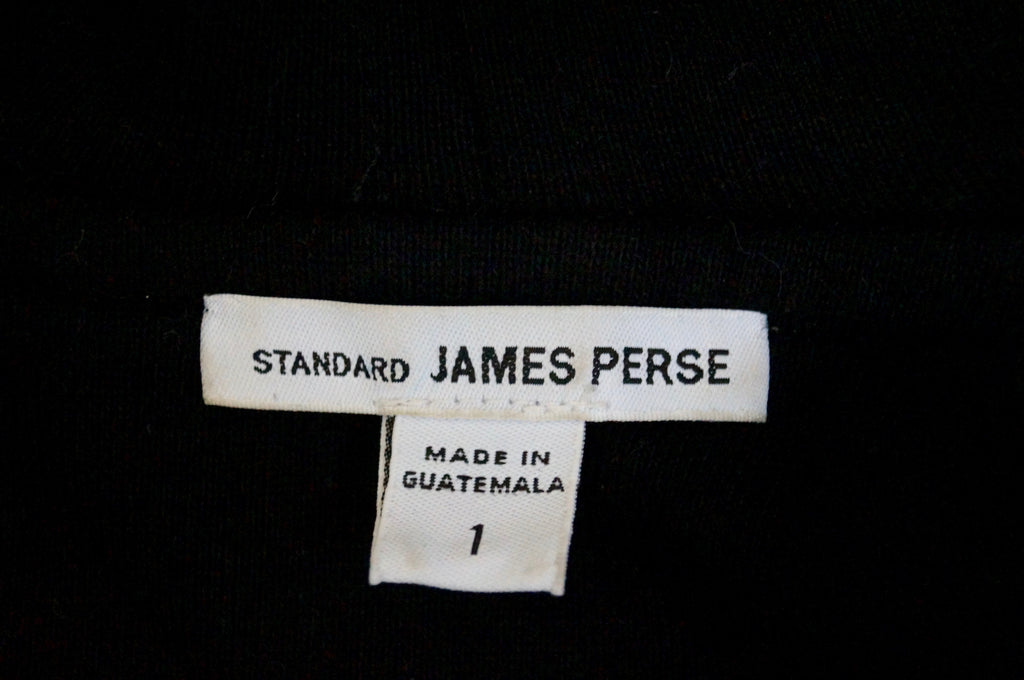 STANDARD JAMES PERSE
MADE IN
GUATEMALA
1